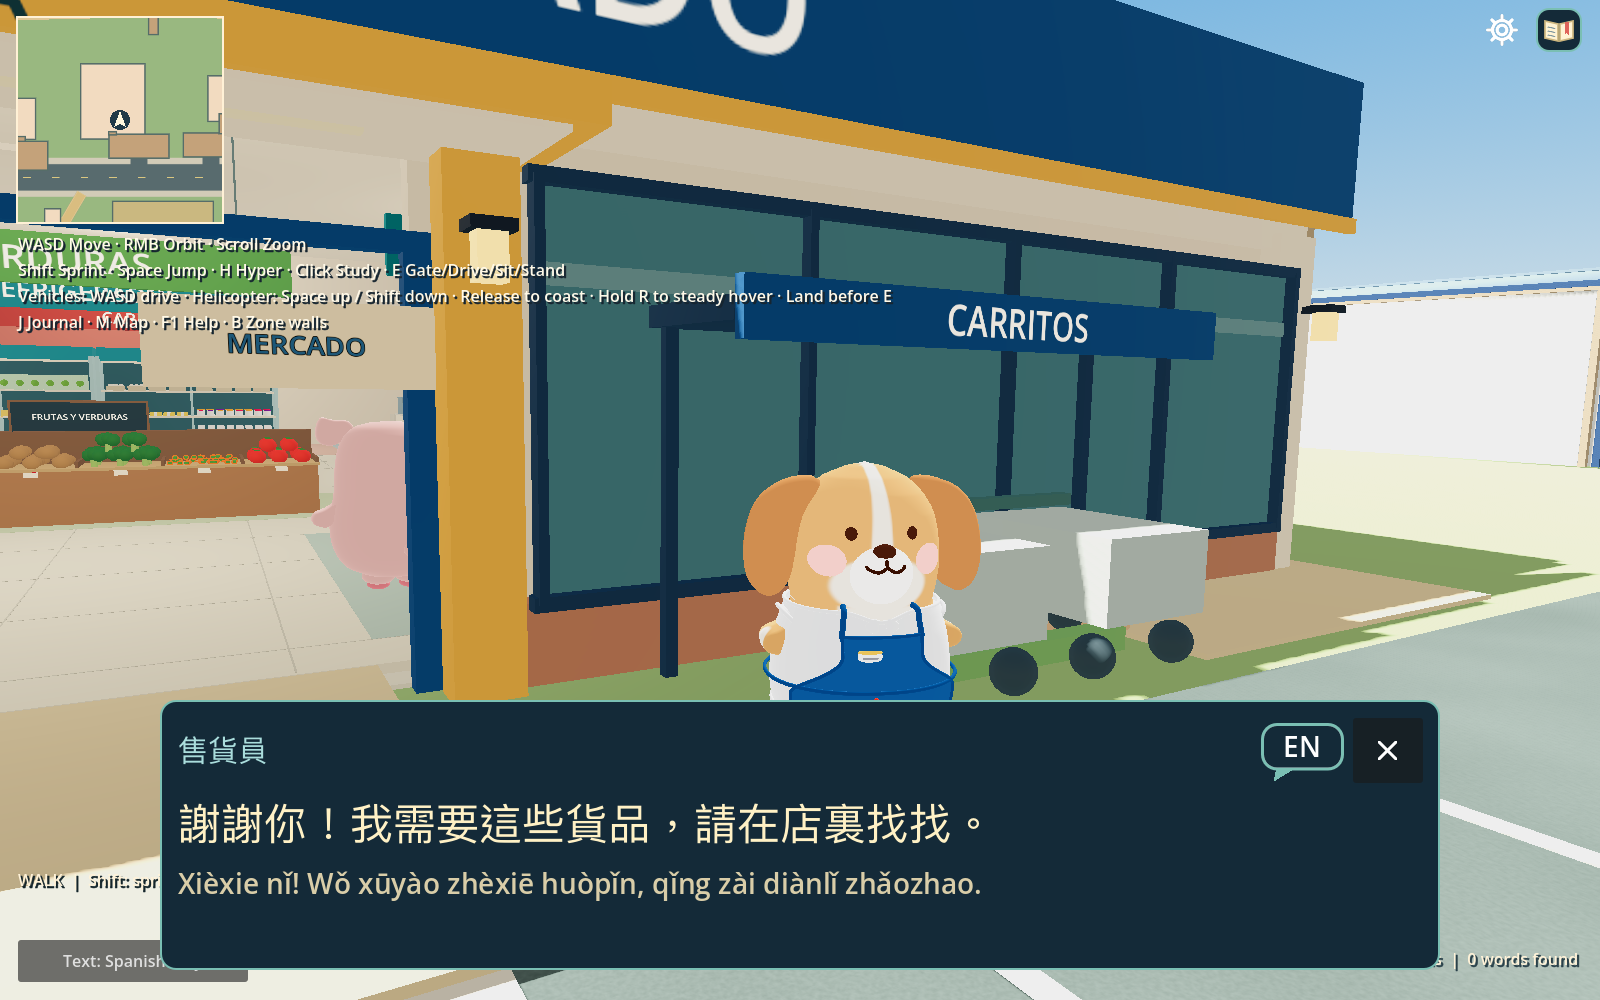 WASD Move · RMB Orbit · Scroll Zoom
Shift Sprint · Space Jump · H Hyper · Click Study · E Gate/Drive/Sit/Stand
Vehicles: WASD drive · Helicopter: Space up / Shift down · Release to coast · Hold R to steady hover · Land before E
J Journal · M Map · F1 Help · B Zone walls
CARRITOS
MERCADO
FRUTAS Y VERDURAS
售貨員
EN
謝謝你！我需要這些貨品，請在店裏找找。
Xièxie nǐ! Wǒ xūyào zhèxiē huòpǐn, qǐng zài diànlǐ zhǎozhao.
WALK | Shift:
Text: Spanish
| 0 words found